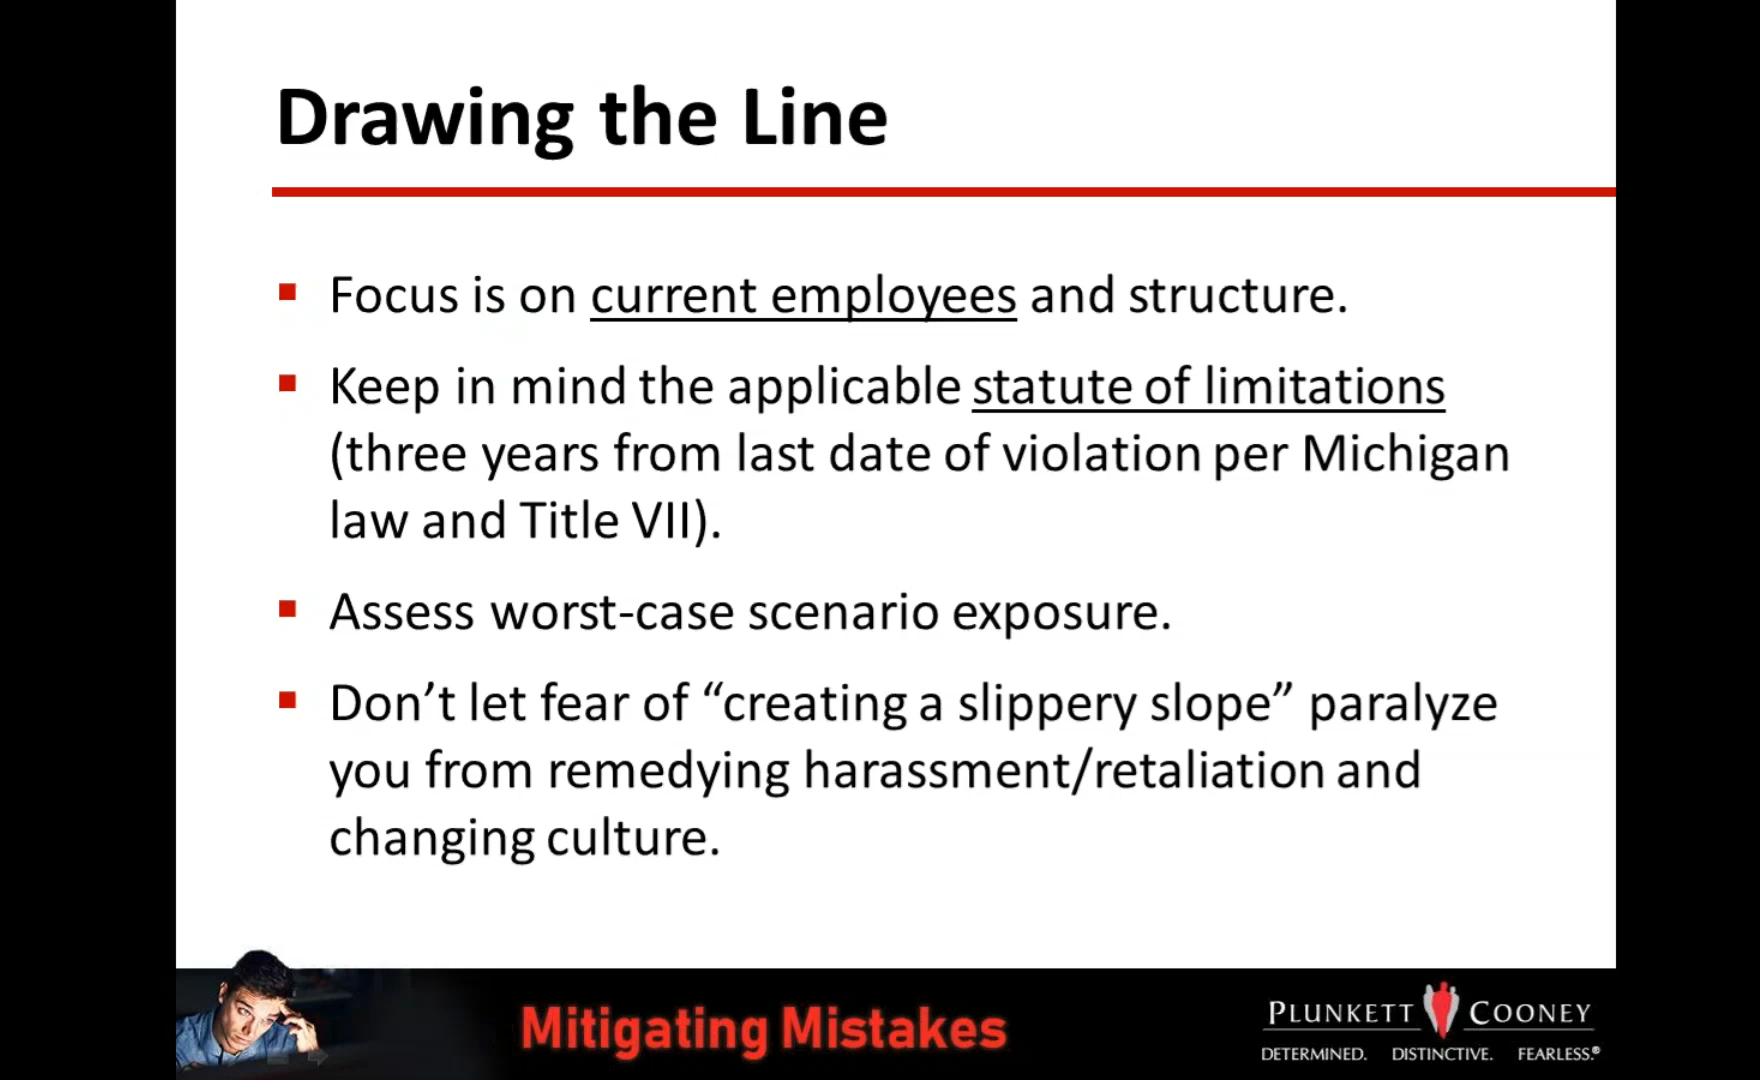 Drawing the Line
Focus is on current employees and structure.
Keep in mind the applicable statute of limitations
(three years from last date of violation per Michigan
law and Title VII).
Assess worst-case scenario exposure.
Don’t let fear of “creating a slippery slope” paralyze
you from remedying harassment/retaliation and
changing culture.
Mitigating Mistakes
PLUNKETT COONEY
DETERMINED. DISTINCTIVE. FEARLESS.®